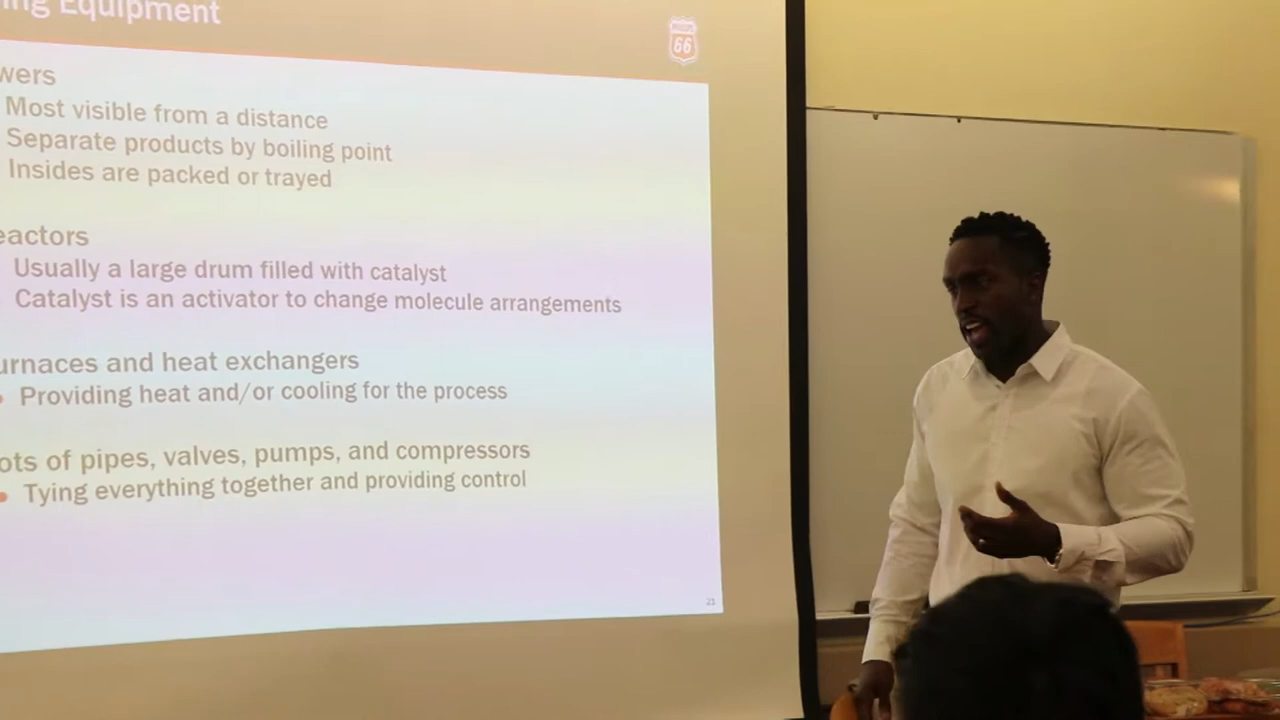 ing Equipment
66
wers
Most visible from a distance
Separate products by boiling point
Insides are packed or trayed
eactors
Usually a large drum filled with catalyst
Catalyst is an activator to change molecule arrangements
urnaces and heat exchangers
Providing heat and/or cooling for the process
ots of pipes, valves, pumps, and compressors
Tying everything together and providing control
21